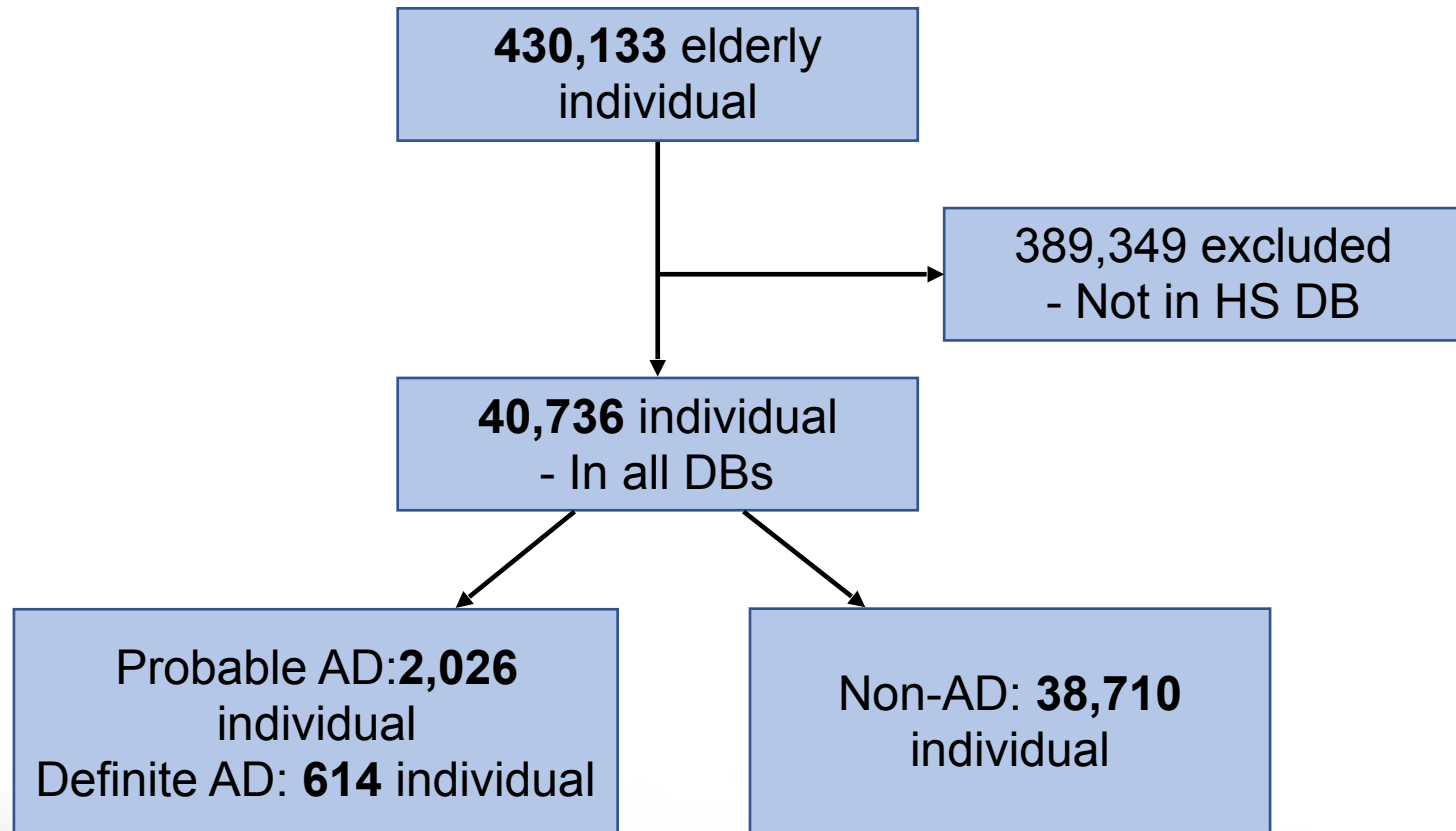 430,133 elderly
individual
389,349 excluded
- Not in HS DB
40,736 individual
- In all DBs
Probable AD:2,026
individual
Definite AD: 614 individual
Non-AD: 38,710
individual